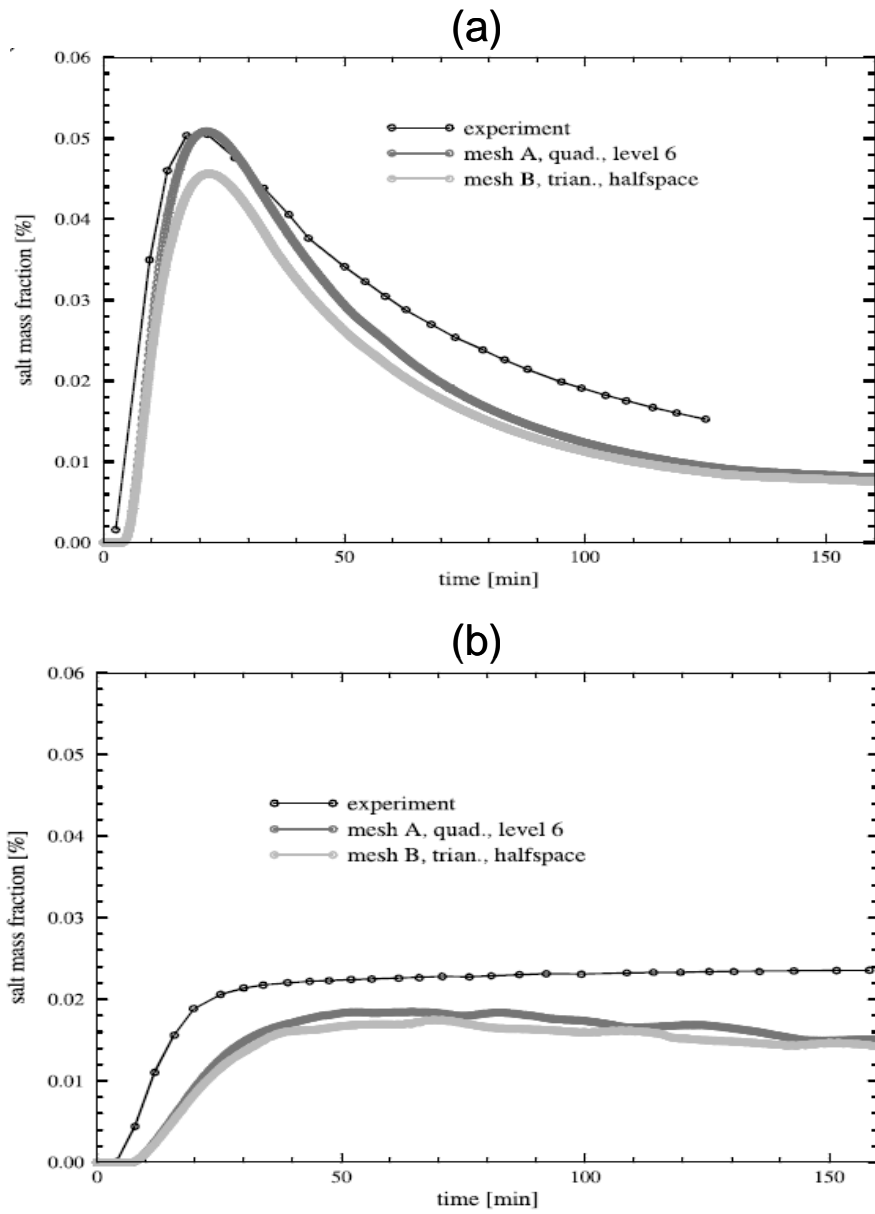 (a)
0.06
0.05
0.04
0.03
0.02
0.01
0.00
salt mass fraction [%]
experiment
mesh A, quad., level 6
mesh B, trian., halfspace
0
50
100
150
time [min]
(b)
0.06
0.05
0.04
0.03
0.02
0.01
0.00
salt mass fraction [%]
experiment
mesh A, quad., level 6
mesh B, trian., halfspace
0
50
100
150
time [min]